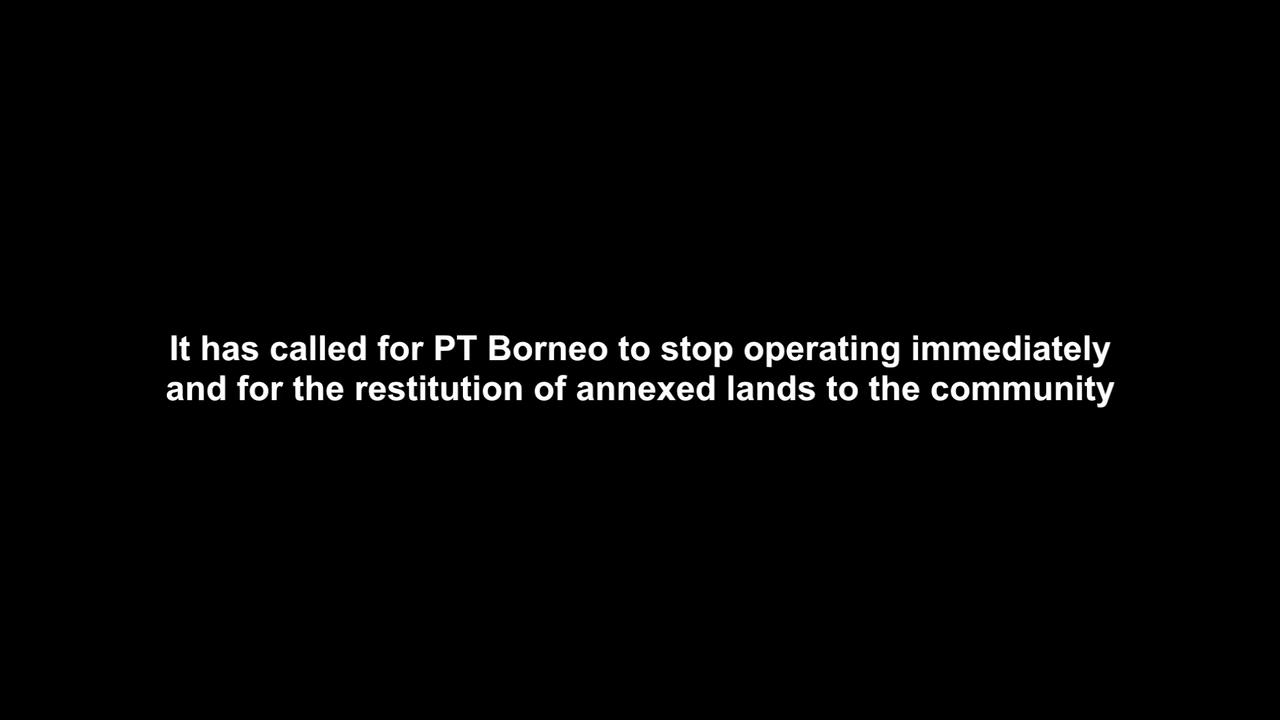 It has called for PT Borneo to stop operating immediately
and for the restitution of annexed lands to the community